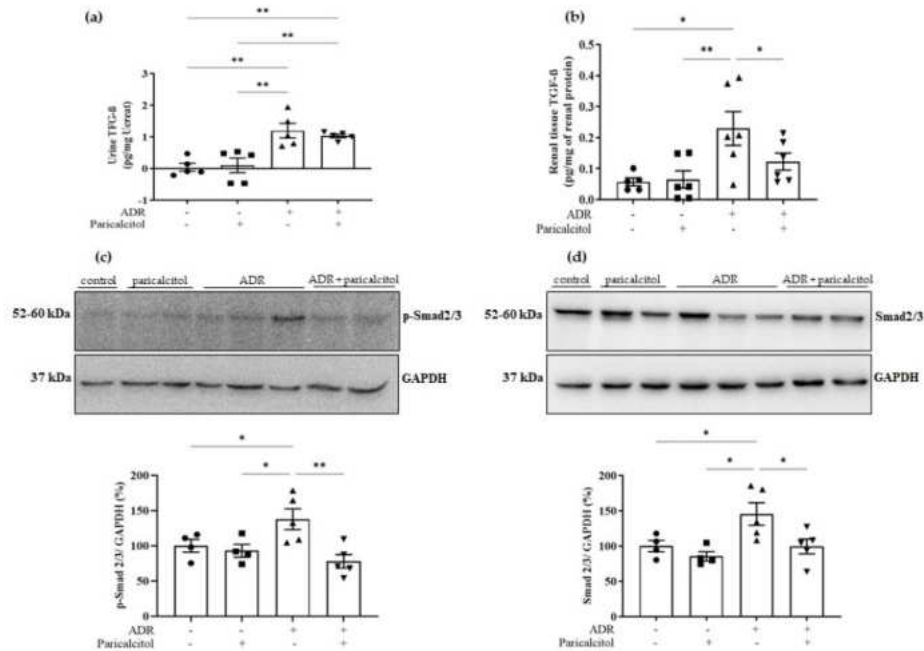 (a)
**
**
**
**
Urine TFG-ß
(pg/mg Ucreat)
3
2
1
0
-1
ADR - - + +
Paricalcitol - + - +
(b)
*
** *
Renal tissue TGF-ß
(pg/mg of renal protein)
0.5
0.4
0.3
0.2
0.1
0.0
ADR - - + +
Paricalcitol - + - +
(c)
control paricalcitol ADR ADR+paricalcitol
52-60 kDa p-Smad2/3
37 kDa GAPDH
*
* **
p-Smad 2/3/ GAPDH (%)
200
150
100
50
0
ADR - - + +
Paricalcitol - + - +
(d)
control paricalcitol ADR ADR+paricalcitol
52-60 kDa Smad2/3
37 kDa GAPDH
*
* *
Smad 2/3/ GAPDH (%)
200
150
100
50
0
ADR - - + +
Paricalcitol - + - +